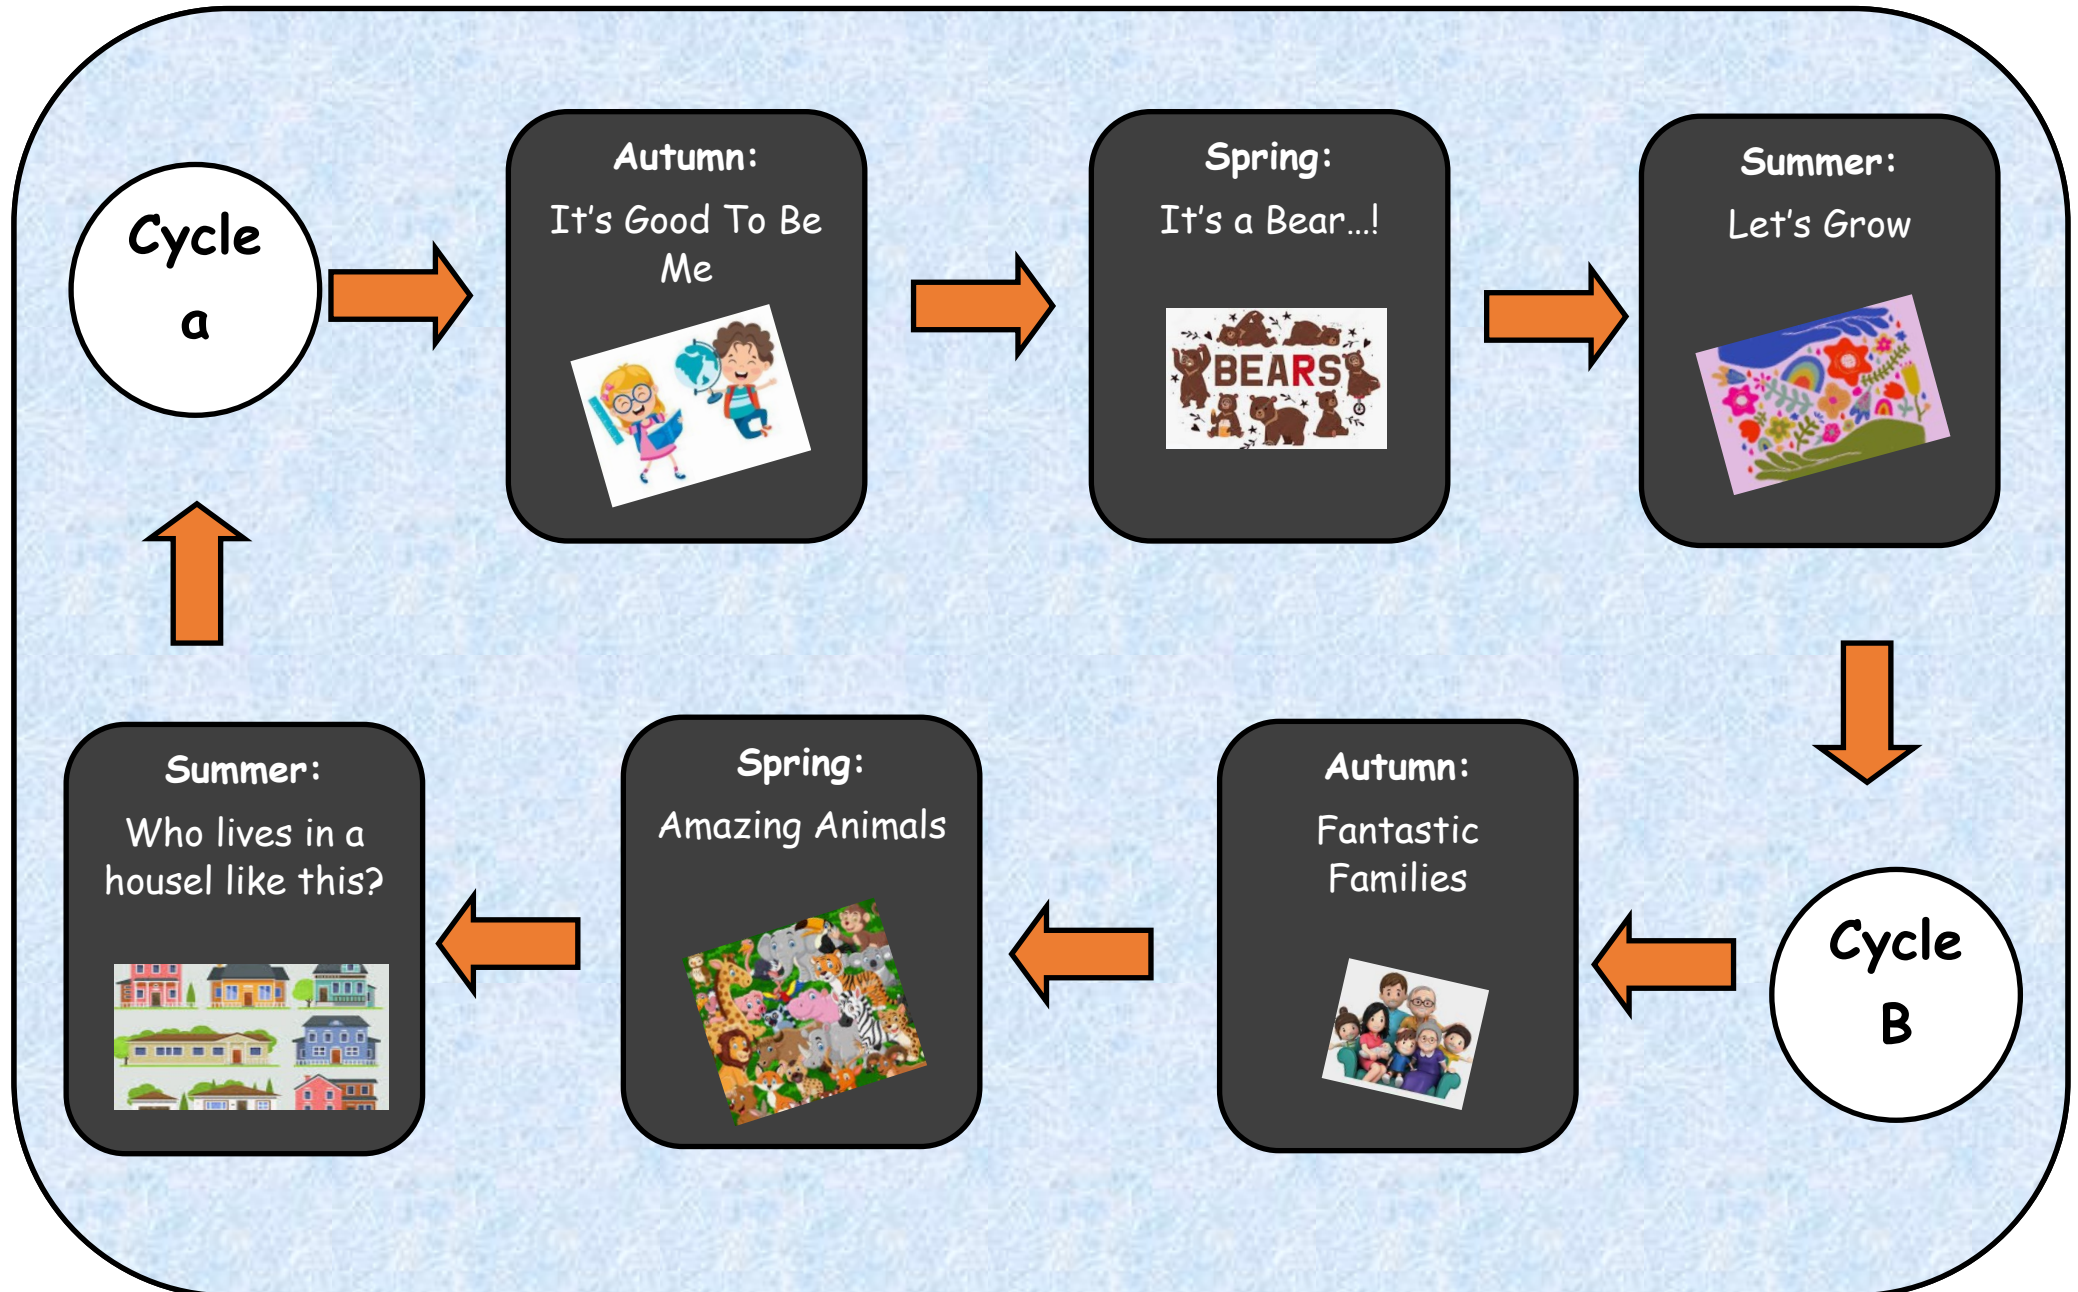 Cycle
a
Autumn:
It's Good To Be
Me
Spring:
It's a Bear...!
BEARS
Summer:
Let's Grow
Cycle
B
Autumn:
Fantastic
Families
Spring:
Amazing Animals
Summer:
Who lives in a
housel like this?